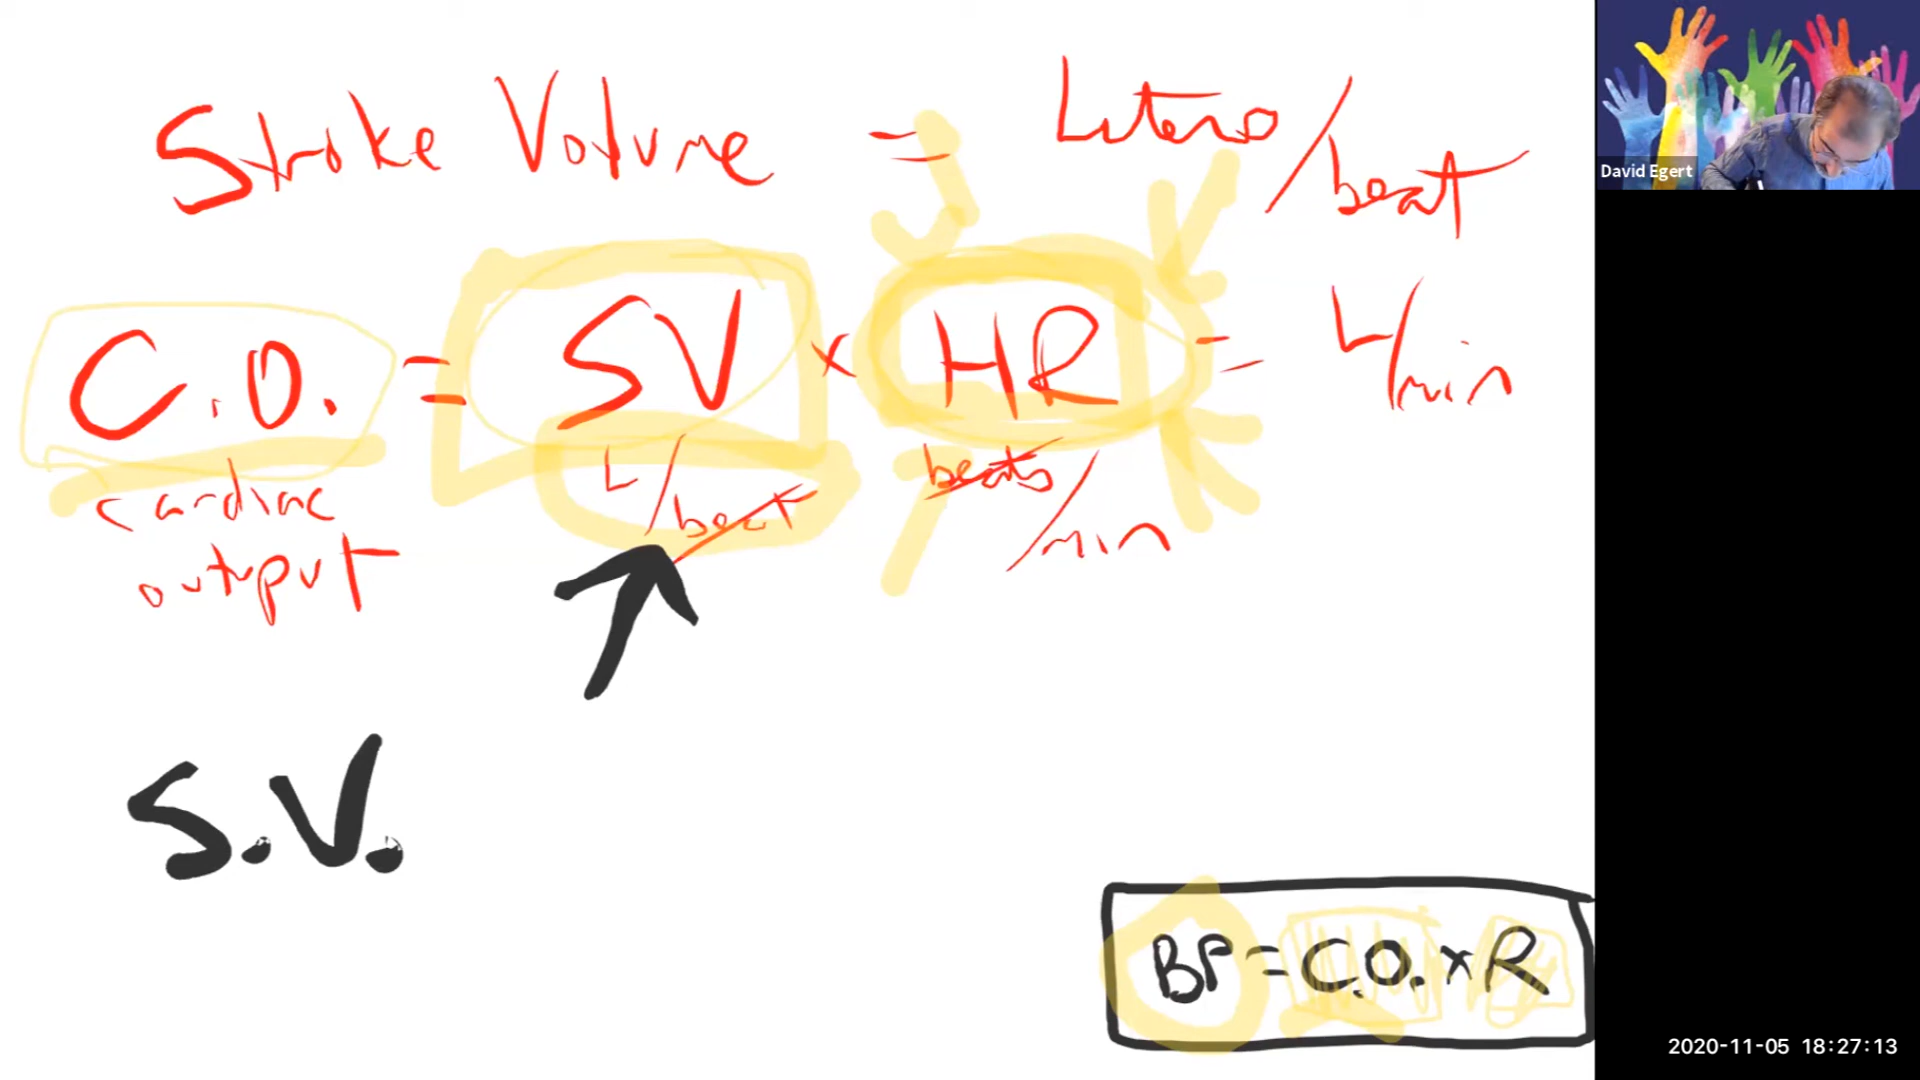 Stroke Volume = Liters/beat
C.O. = SV x HR = L/min
L/beat beats/min
cardiac
output
S.V.
BP = C.O. x R
David Egert
2020-11-05 18:27:13